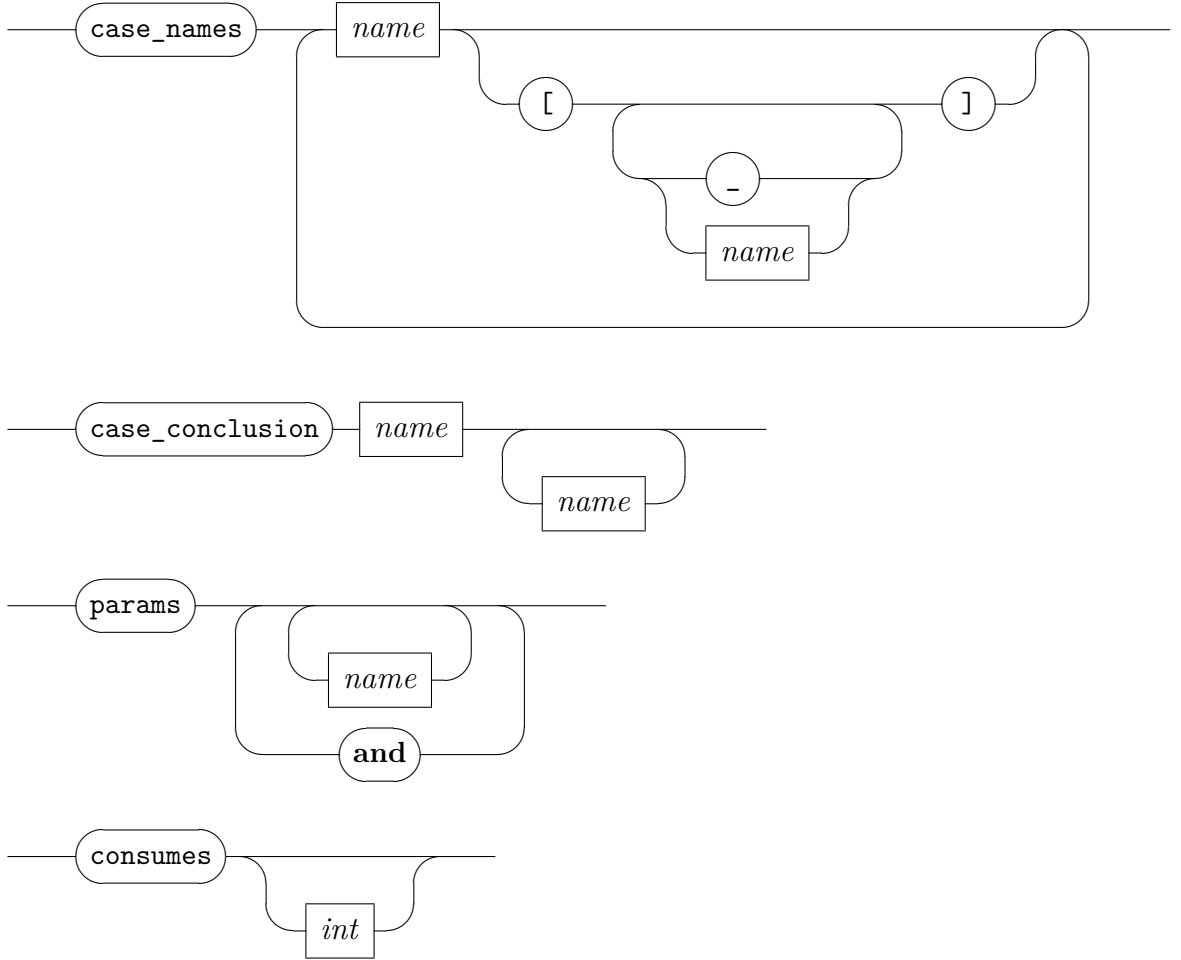 case_names name
[ ]
_
name
case_conclusion name
name
params
name
and
consumes
int